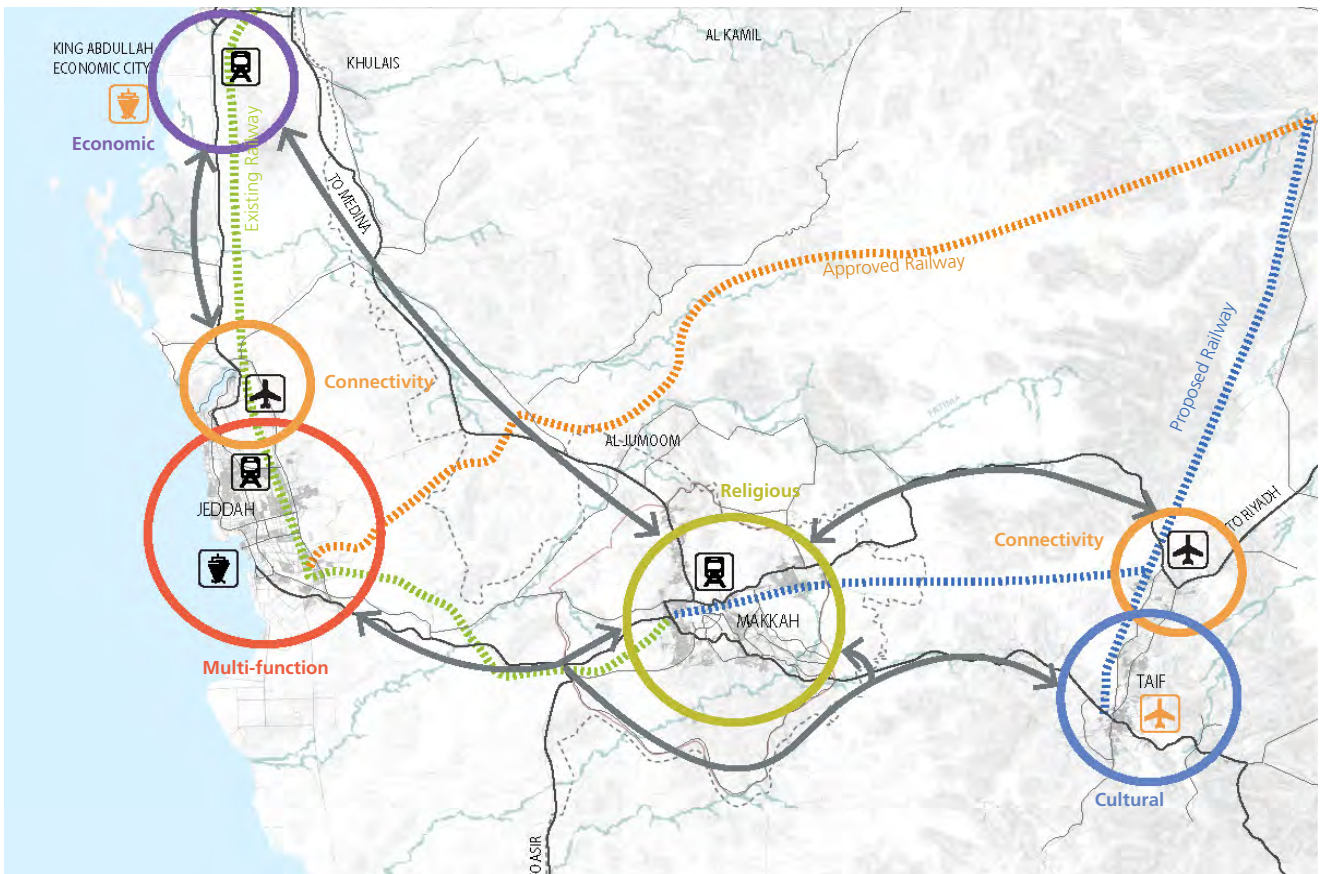 AL KAMIL
KING ABDULLAH
ECONOMIC CITY
KHULAIS
Economic
Existing Railway
TO MEDINA
Approved Railway
Proposed Railway
Connectivity
FATIMA
AL-JUMOOM
Religious
JEDDAH
TO RIYADH
Connectivity
MAKKAH
Multi-function
TAIF
Cultural
O ASIR